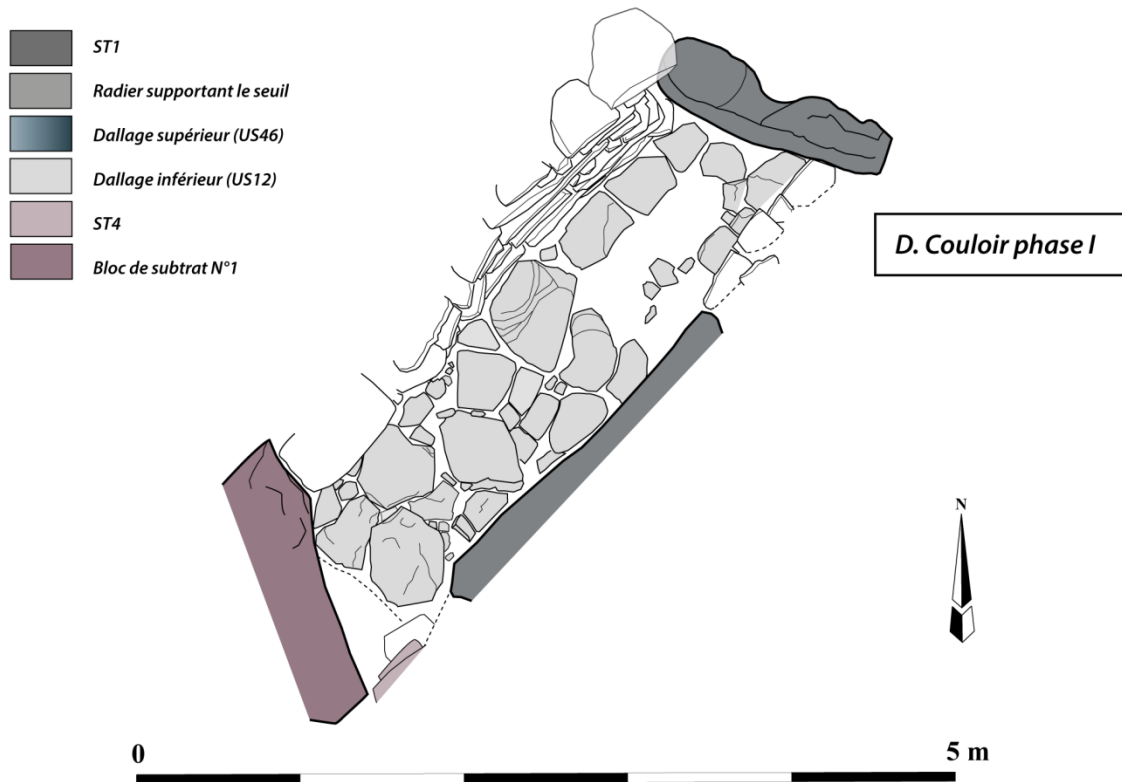 ST1
Radier supportant le seuil
Dallage supérieur (US46)
Dallage inférieur (US12)
ST4
Bloc de subtrat N°1
D. Couloir phase I
N
0 5 m